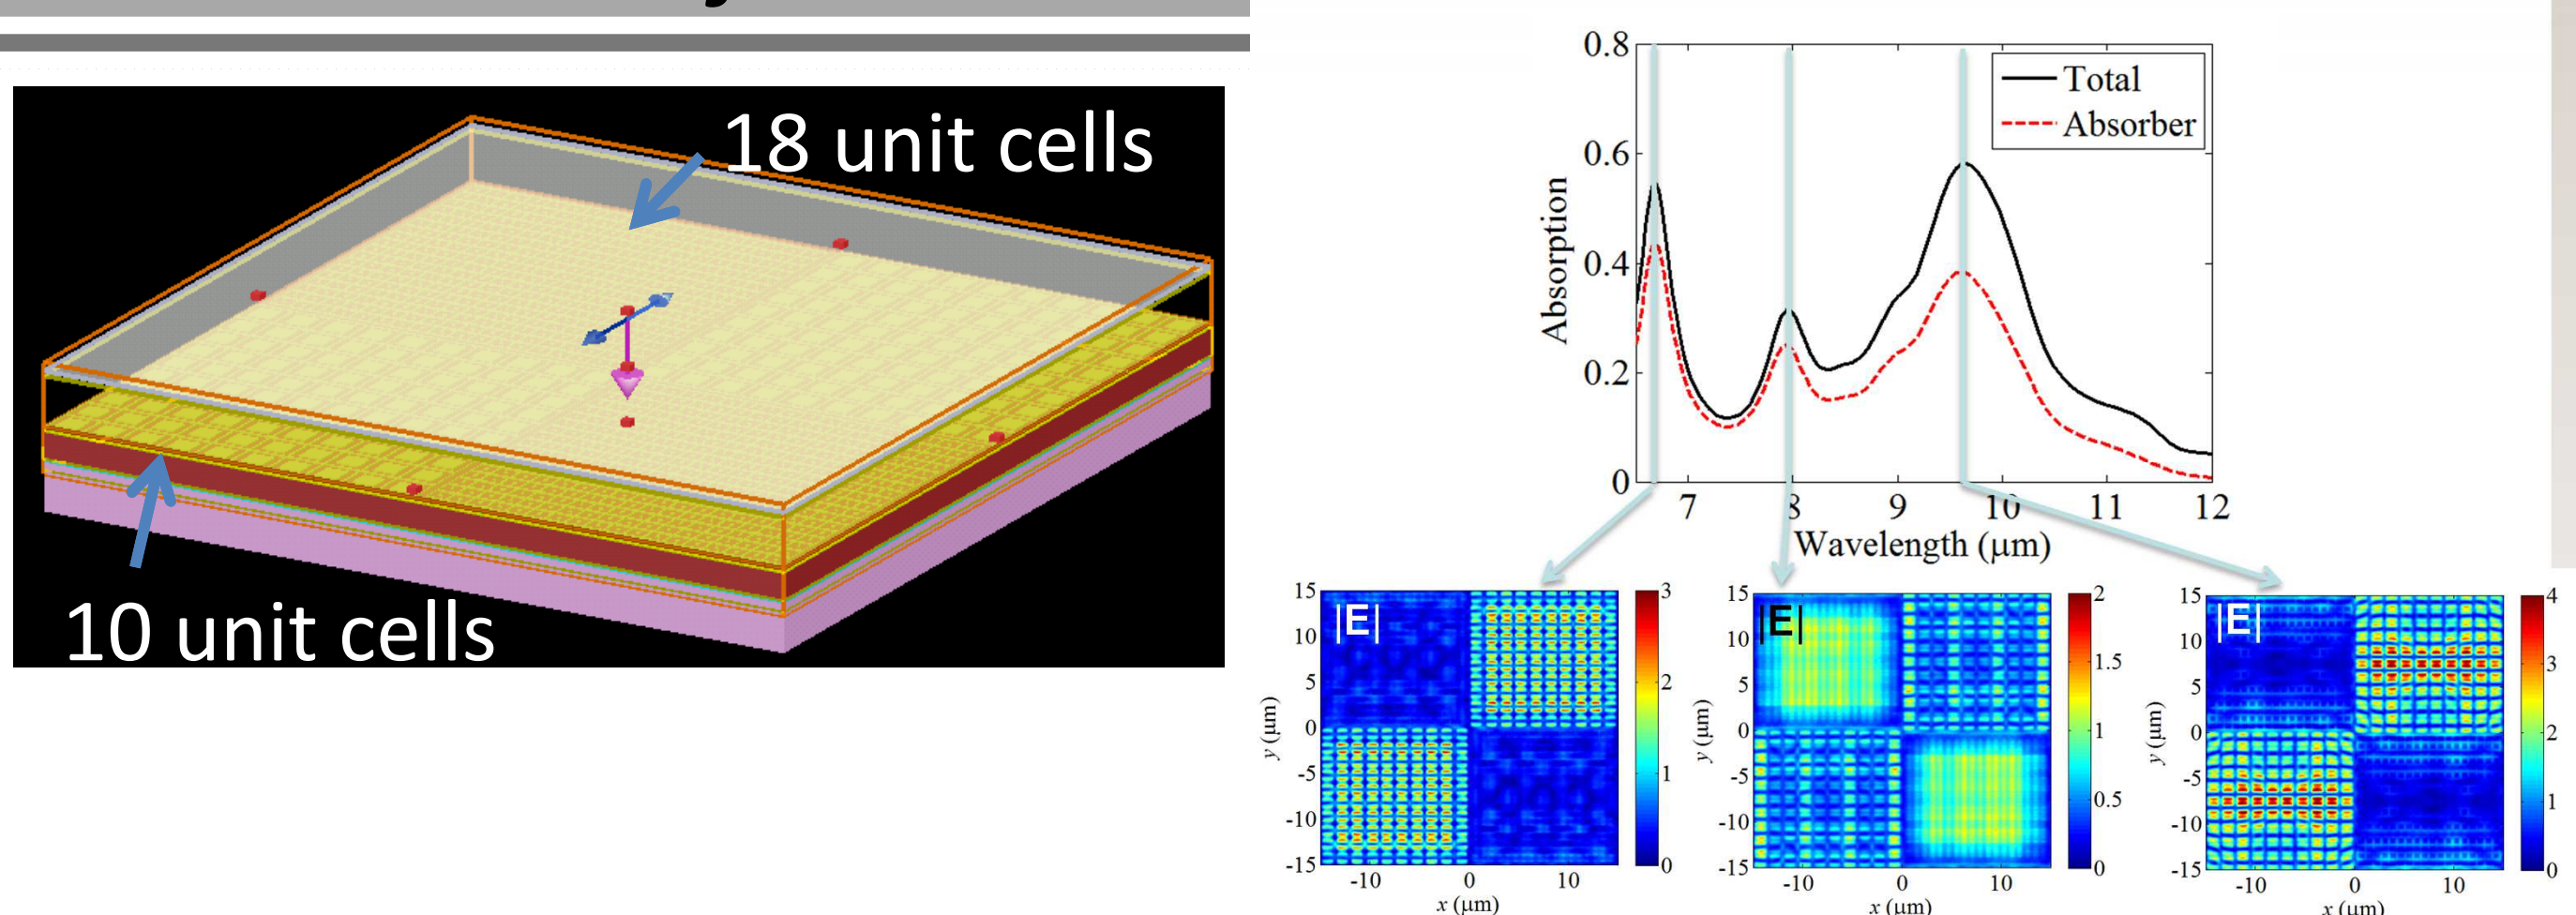 18 unit cells
10 unit cells
0.8
0.6
0.4
0.2
0
Absorption
Total
Absorber
7 8 9 10 11 12
Wavelength (μm)
|E|
15
10
5
0
-5
-10
-15
y (μm)
-10 0 10
x (μm)
3
2
1
0
|E|
15
10
5
0
-5
-10
-15
y (μm)
-10 0 10
x (μm)
2
1.5
1
0.5
0
|E|
15
10
5
0
-5
-10
-15
y (μm)
-10 0 10
x (μm)
4
3
2
1
0